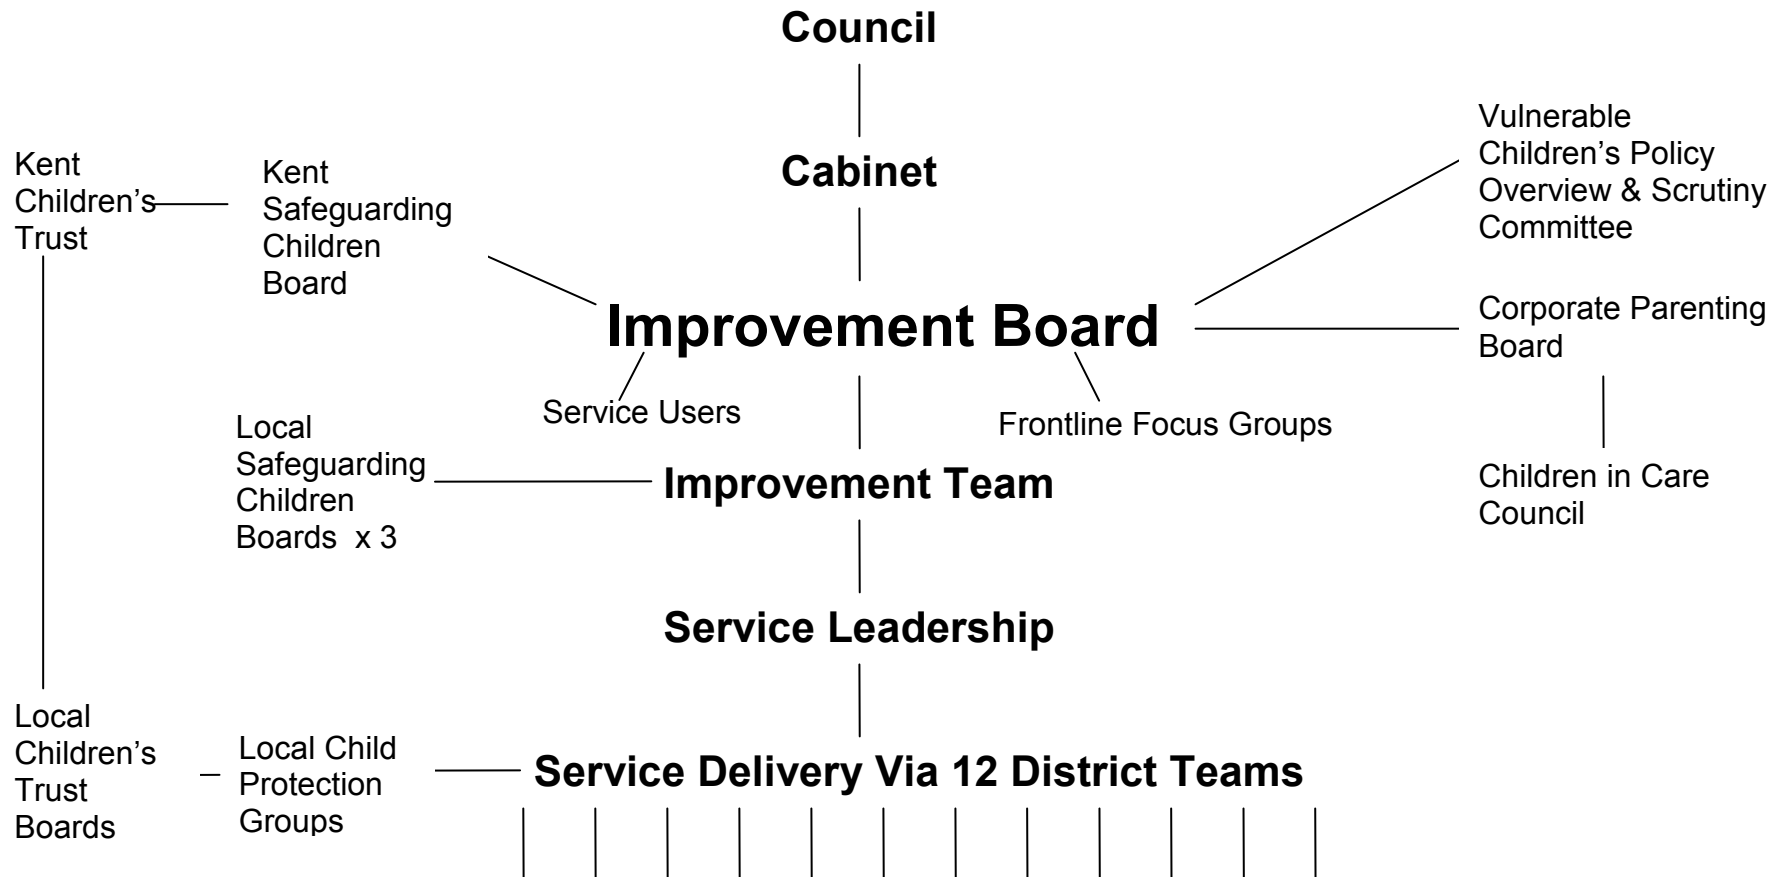 Council
Cabinet
Kent
Children's
Trust
Kent
Safeguarding
Children
Board
Vulnerable
Children's Policy
Overview & Scrutiny
Committee
Improvement Board
Corporate Parenting
Board
Service Users
Frontline Focus Groups
Local
Safeguarding
Children
Boards x 3
Improvement Team
Children in Care
Council
Service Leadership
Local
Children's
Trust
Boards
Local Child
Protection
Groups
Service Delivery Via 12 District Teams